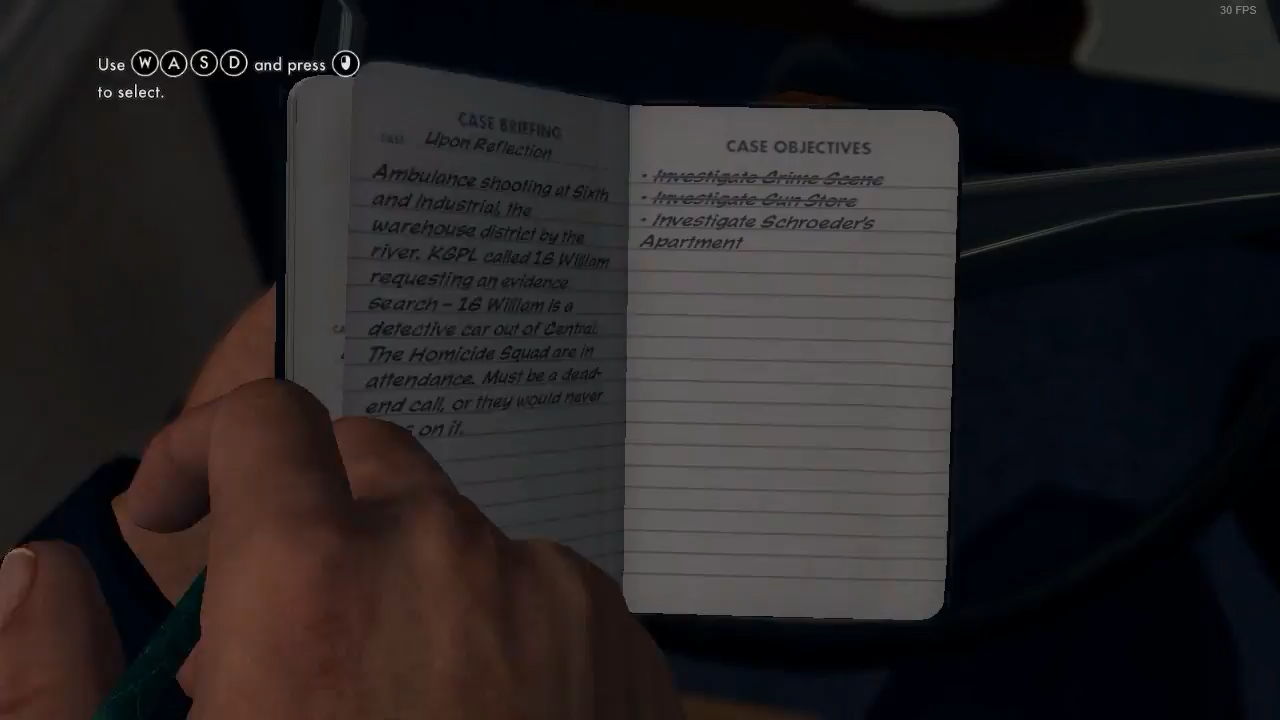 30 FPS
Use W A S D and press
to select.
CASE BRIEFING
Upon Reflection
Ambulance shooting at Sixth
and Industrial, the
warehouse district by the
river. KGPL called 16 William
requesting an evidence
search - 16 William is a
detective car out of Central.
The Homicide Squad are in
attendance. Must be a dead-
end call, or they would never
on it.
CASE OBJECTIVES
• Investigate Crime Scene
• Investigate Gun Store
• Investigate Schroeder's
Apartment